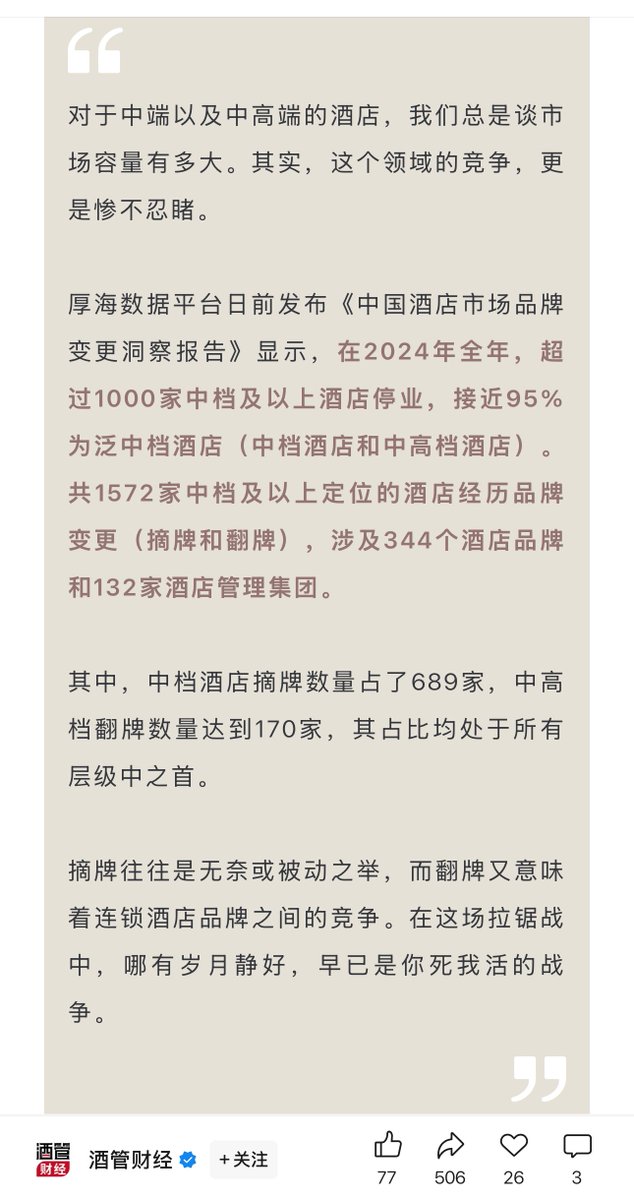 对于中端以及中高端的酒店，我们总是谈市
场容量有多大。其实，这个领域的竞争，更
是惨不忍睹。
厚海数据平台日前发布《中国酒店市场品牌
变更洞察报告》显示，在2024年全年，超
过1000家中档及以上酒店停业，接近95%
为泛中档酒店（中档酒店和中高档酒店）。
共1572家中档及以上定位的酒店经历品牌
变更（摘牌和翻牌），涉及344个酒店品牌
和132家酒店管理集团。
其中，中档酒店摘牌数量占了689家，中高
档翻牌数量达到170家，其占比均处于所有
层级中之首。
摘牌往往是无奈或被动之举，而翻牌又意味
着连锁酒店品牌之间的竞争。在这场拉锯战
中，哪有岁月静好，早已是你死我活的战
争。
酒管
财经
酒管财经
+关注
77
506
26
3